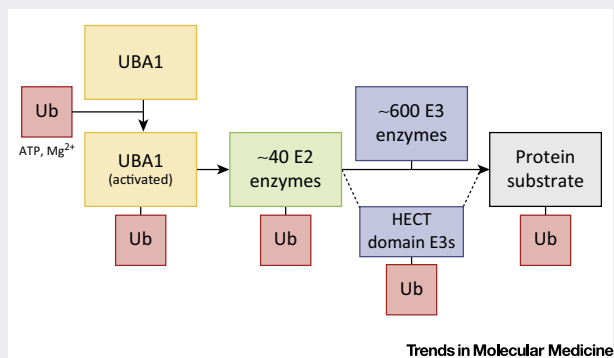 UBA1
Ub
ATP, Mg2+
UBA1
(activated)
Ub
~40 E2
enzymes
Ub
~600 E3
enzymes
HECT
domain E3s
Ub
Protein
substrate
Ub
Trends in Molecular Medicine